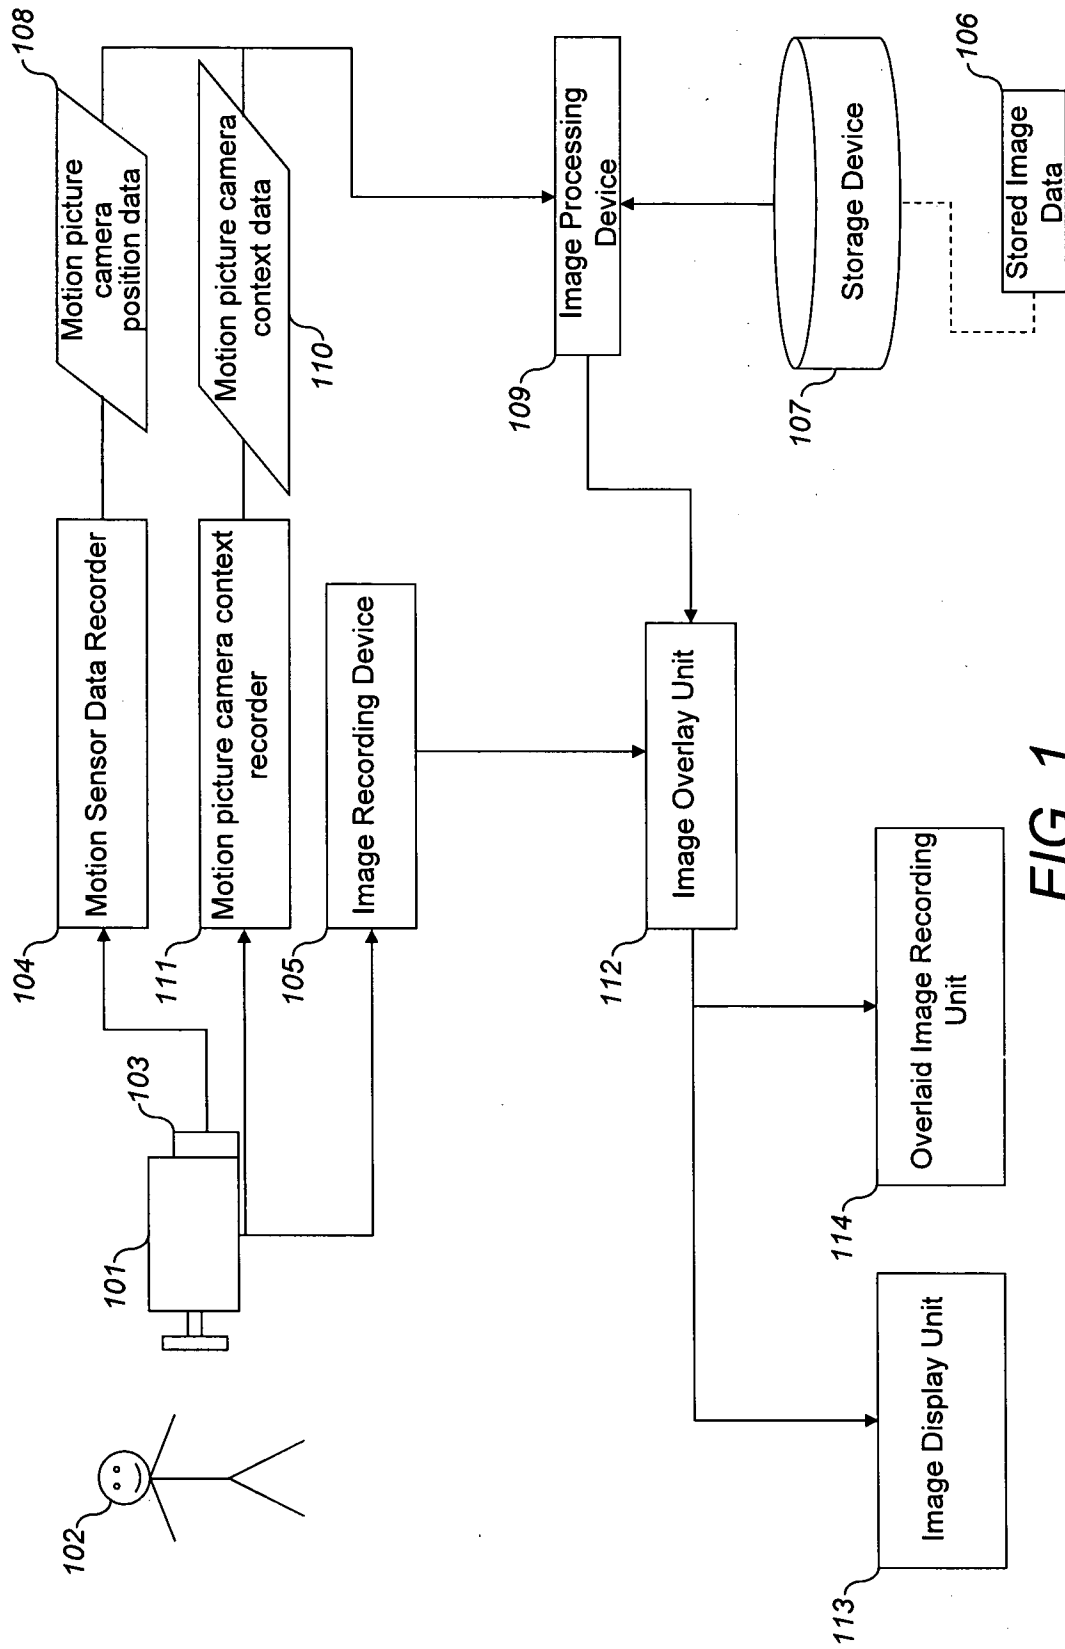 102
101
103
104
Motion Sensor Data Recorder
108
Motion picture
camera
position data
111
Motion picture camera context
recorder
Motion picture camera
context data
110
105
Image Recording Device
109
Image Processing
Device
112
Image Overlay Unit
107
Storage Device
106
Stored Image
Data
113
Image Display Unit
114
Overlaid Image Recording
Unit
FIG. 1